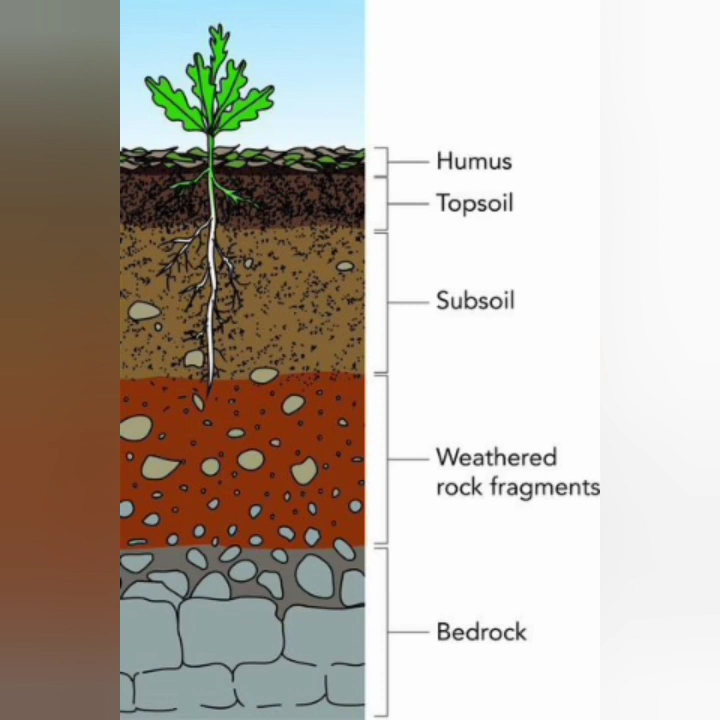 Humus
Topsoil
Subsoil
Weathered
rock fragments
Bedrock